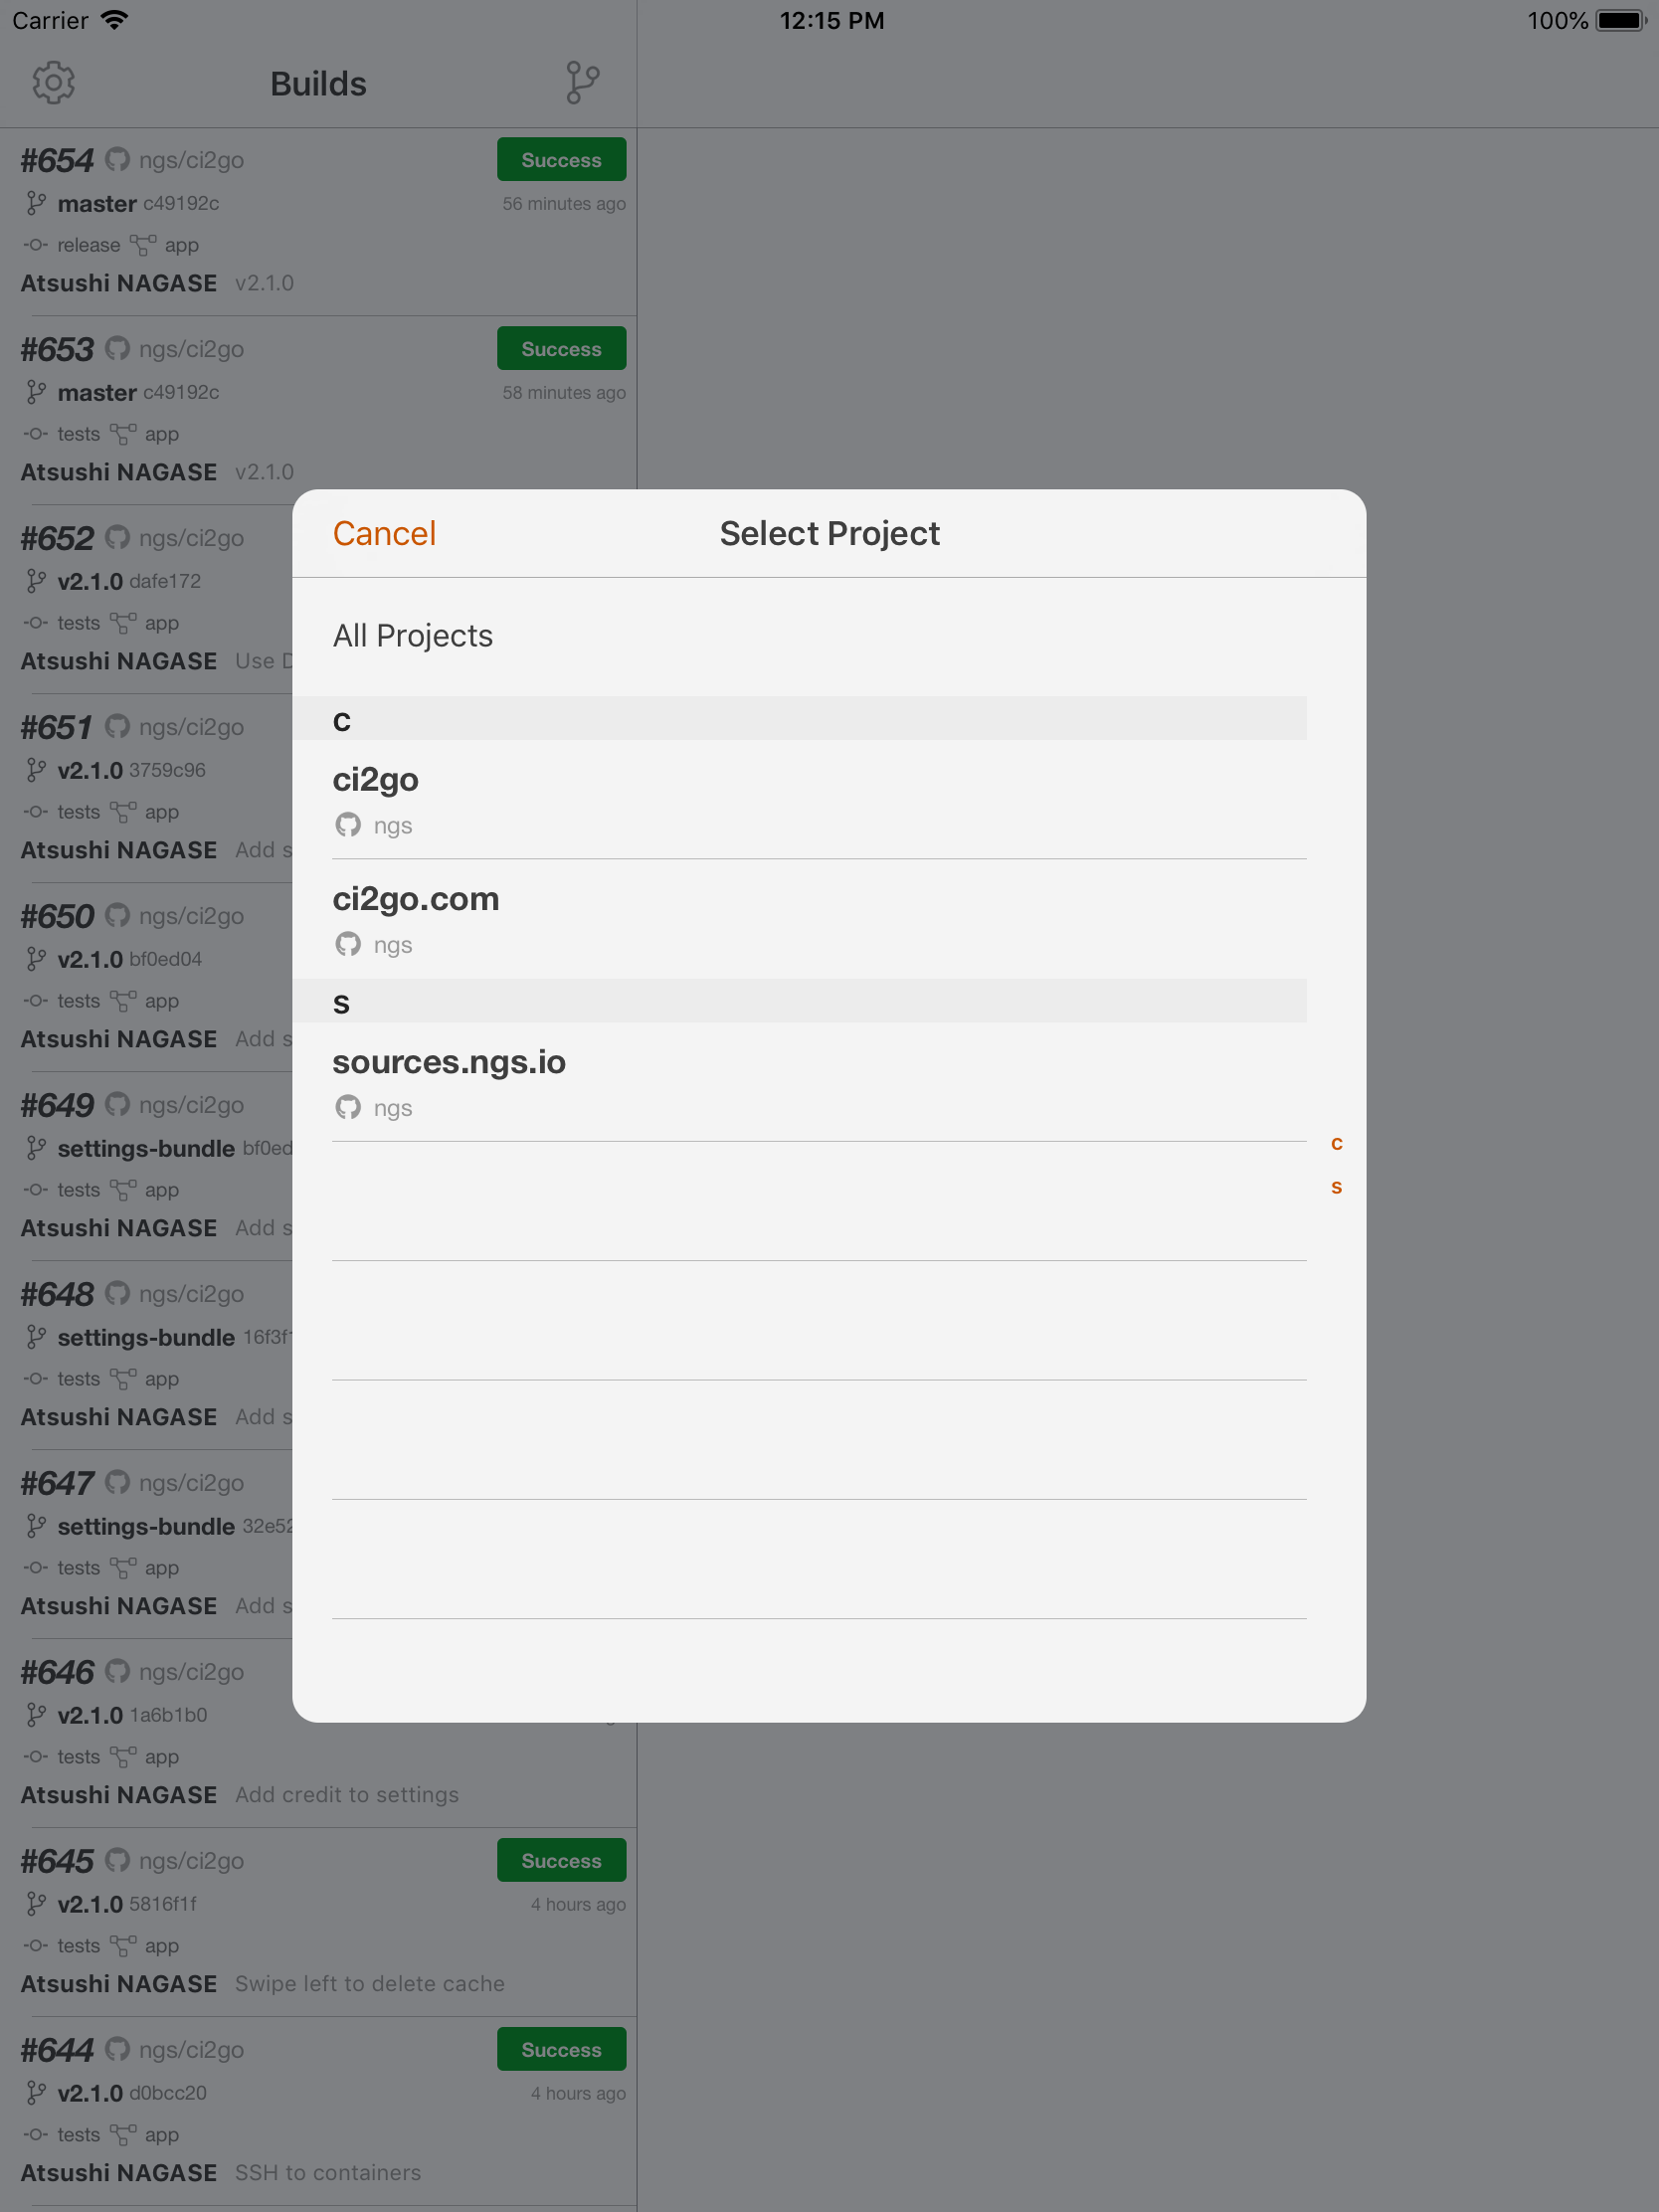 Carrier 12:15 PM 100%
Builds
#654 ngs/ci2go Success
master c49192c 56 minutes ago
release app
Atsushi NAGASE v2.1.0
#653 ngs/ci2go Success
master c49192c 58 minutes ago
tests app
Atsushi NAGASE v2.1.0
#652 ngs/ci2go
v2.1.0 dafe172
tests app
Atsushi NAGASE Use
#651 ngs/ci2go
v2.1.0 3759c96
tests app
Atsushi NAGASE Add
#650 ngs/ci2go
v2.1.0 bf0ed04
tests app
Atsushi NAGASE Add
#649 ngs/ci2go
settings-bundle bf0ed
tests app
Atsushi NAGASE Add
#648 ngs/ci2go
settings-bundle 16f3f
tests app
Atsushi NAGASE Add
#647 ngs/ci2go
settings-bundle 32e52
tests app
Atsushi NAGASE Add
#646 ngs/ci2go
v2.1.0 1a6b1b0
tests app
Atsushi NAGASE Add credit to settings
#645 ngs/ci2go Success
v2.1.0 5816f1f 4 hours ago
tests app
Atsushi NAGASE Swipe left to delete cache
#644 ngs/ci2go Success
v2.1.0 d0bcc20 4 hours ago
tests app
Atsushi NAGASE SSH to containers
Cancel Select Project
All Projects
c
ci2go
ngs
ci2go.com
ngs
s
sources.ngs.io
ngs
c
s